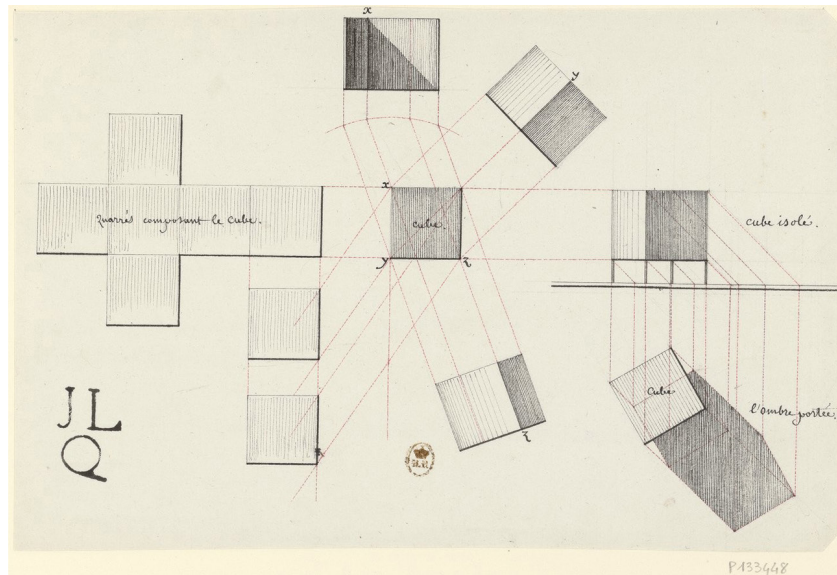 x
y
x
Quarrés composant le cube.
cube.
y
z
cube isolé.
cube
l'ombre portée.
z
JL
Q
P133448